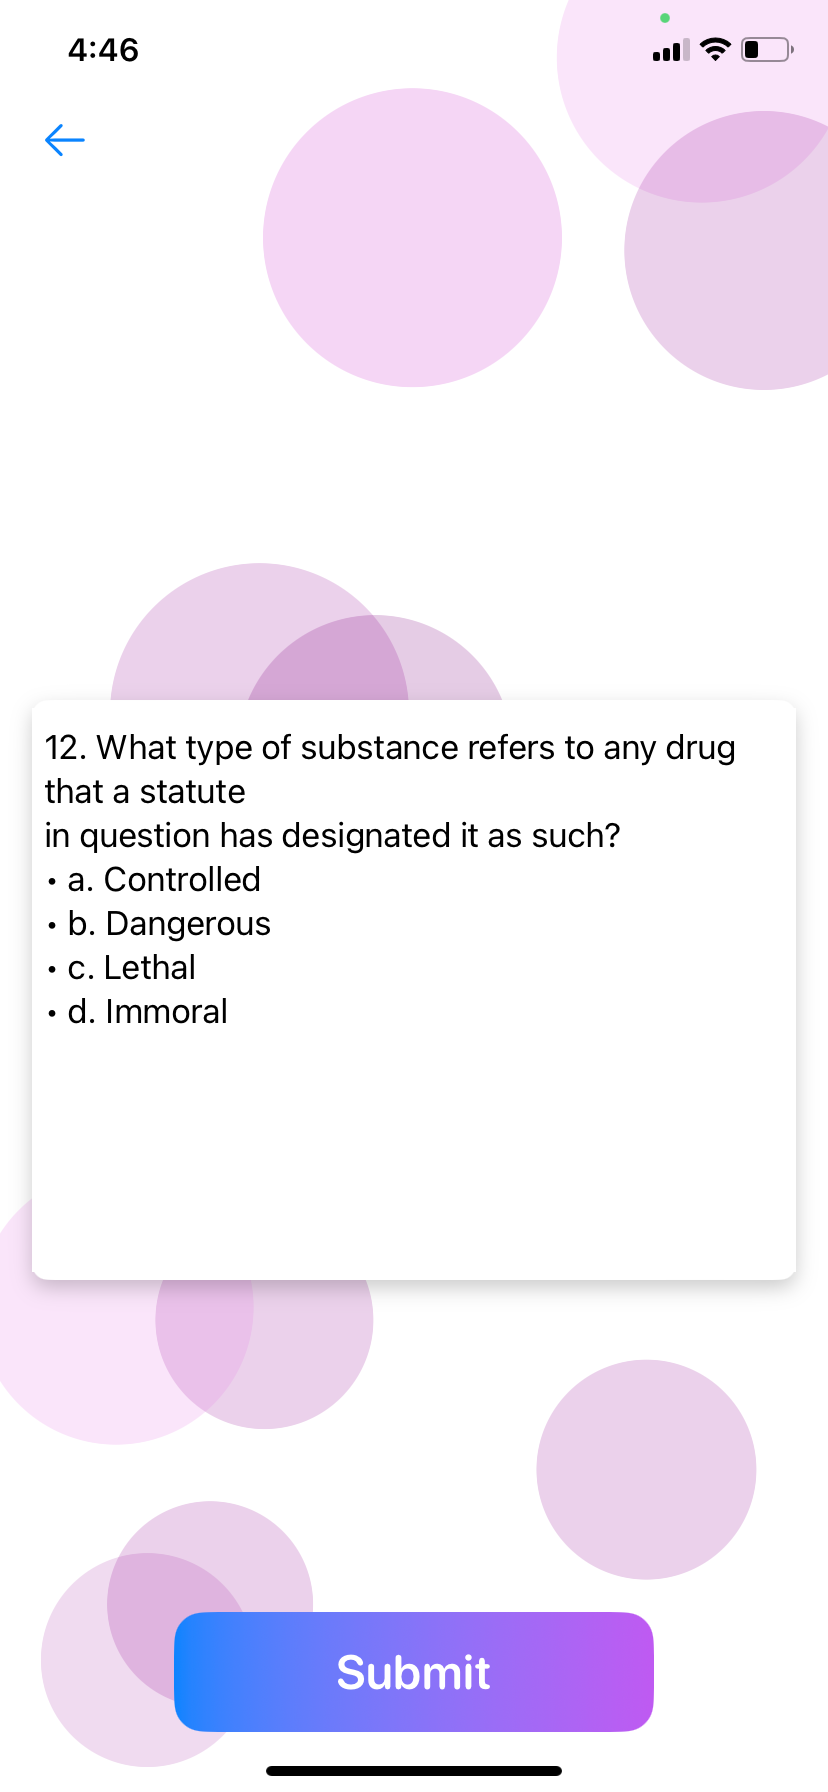 4:46
12. What type of substance refers to any drug
that a statute
in question has designated it as such?
• a. Controlled
• b. Dangerous
• c. Lethal
• d. Immoral
Submit